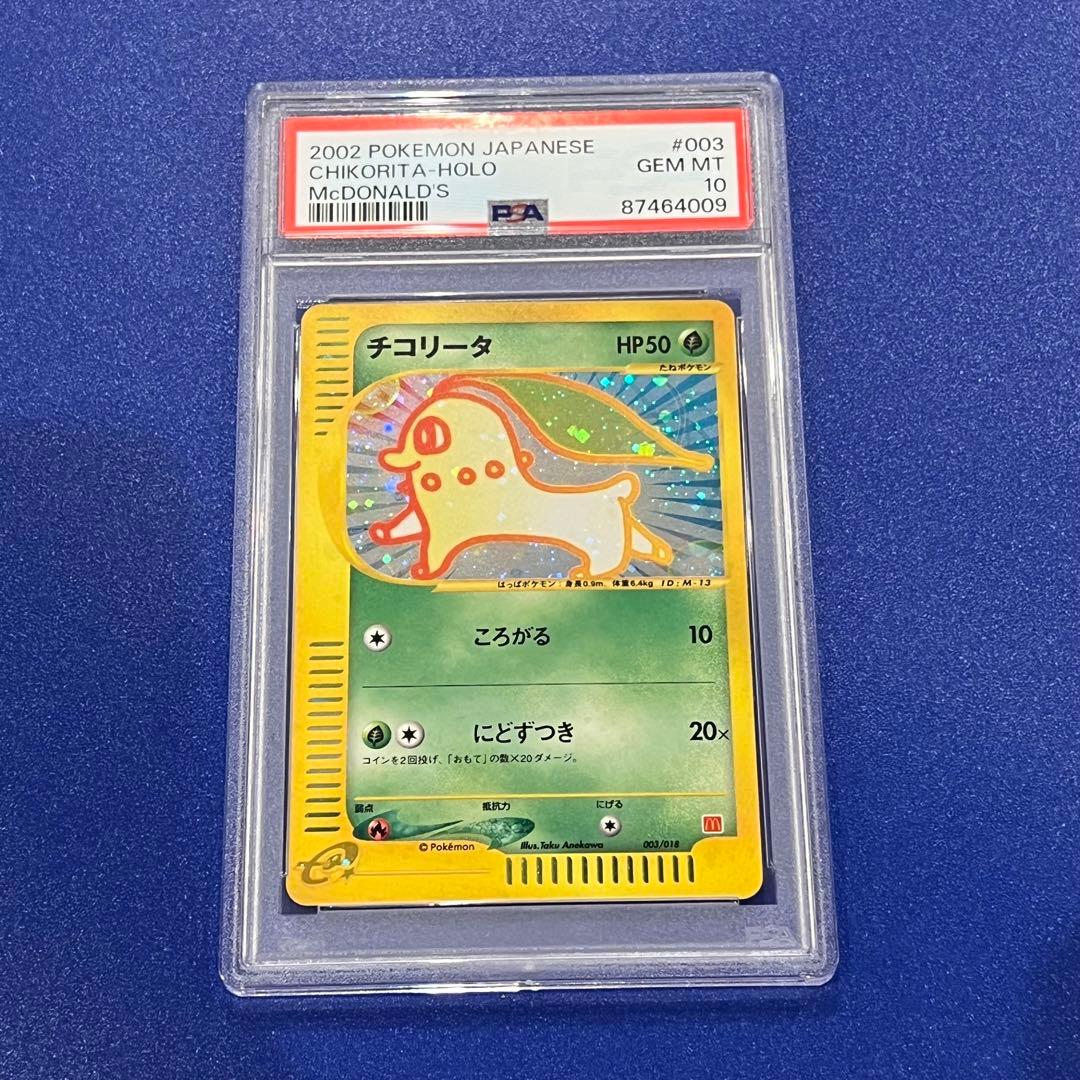 2002 POKEMON JAPANESE #003
CHIKORITA-HOLO GEM MT
McDONALD'S 10
PSA 87464009
チコリータ HP50
たねポケモン
はっぱポケモン：身長0.9m、体重6.4kg ID：M-13
ころがる 10
にどずつき 20×
コインを2回投げ、「おもて」の数×20ダメージ。
弱点 抵抗力 にげる
©Pokémon Illus.Taku Anekawa 003/018
e
PSA